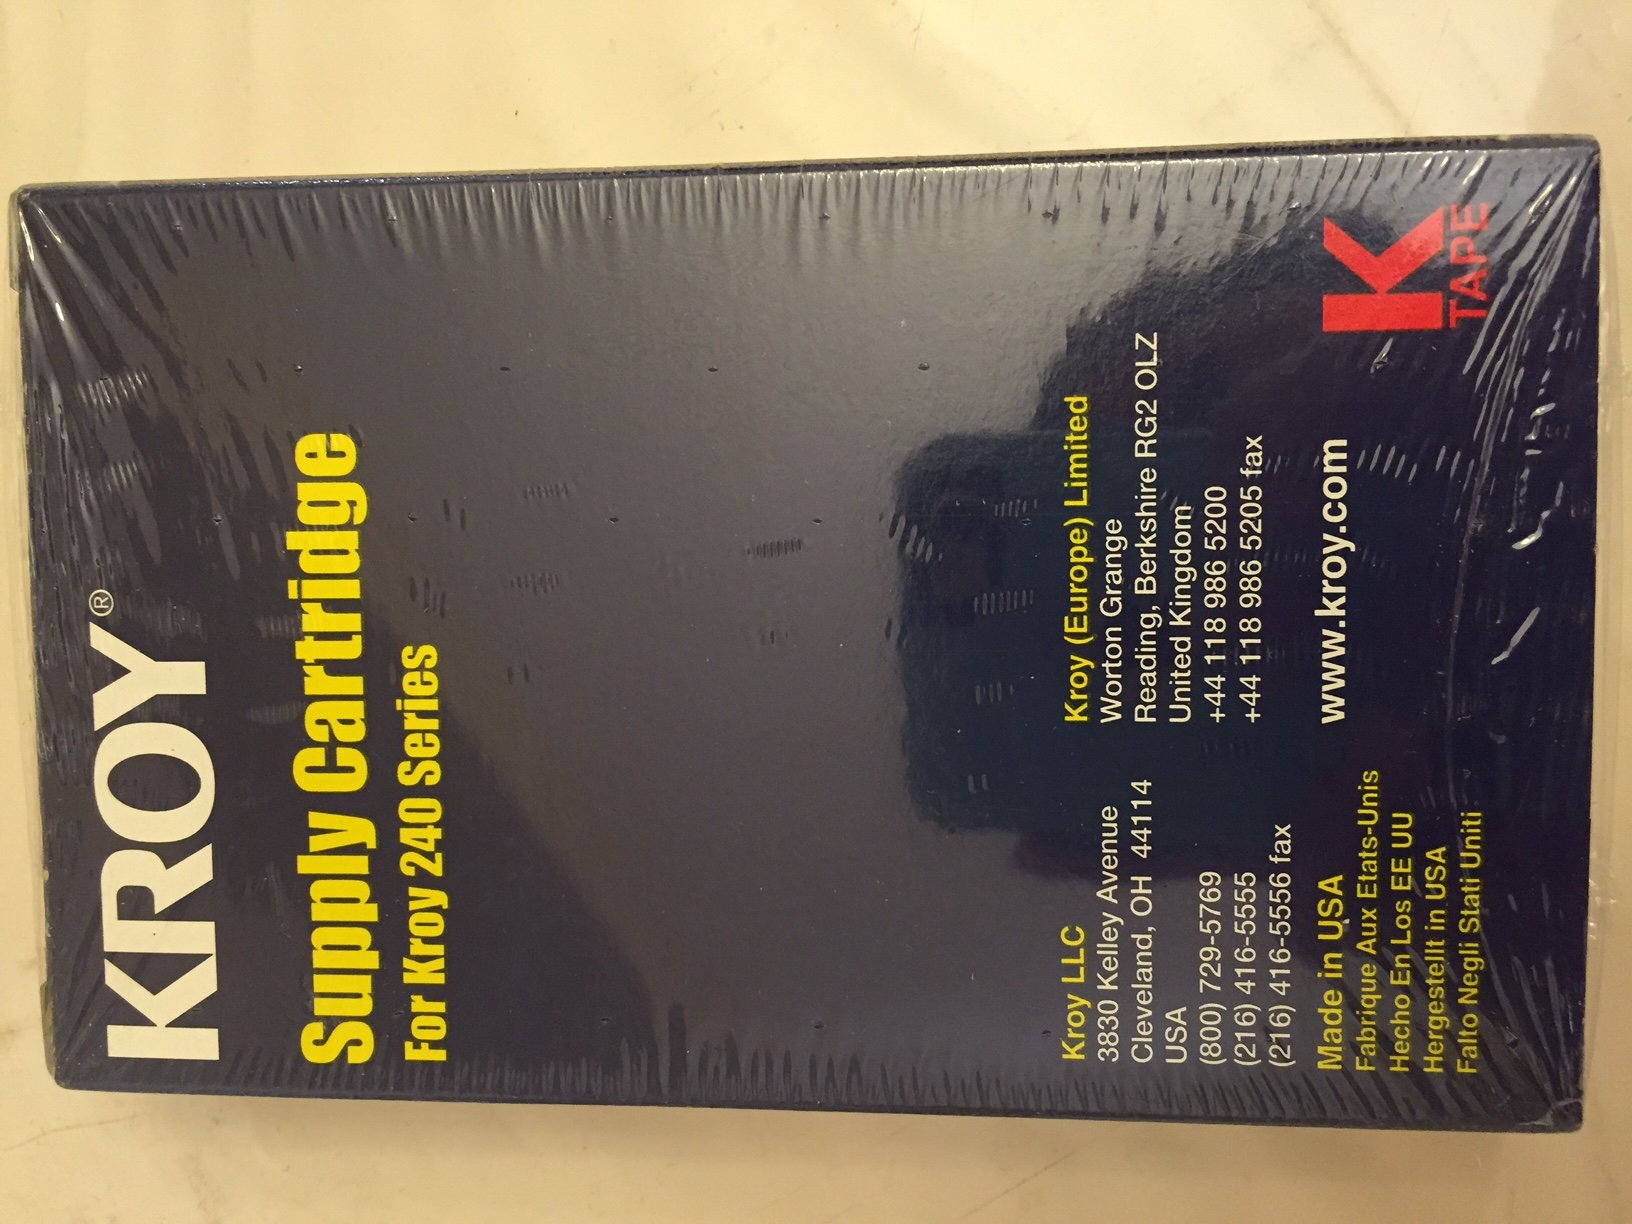 KROY®
Supply Cartridge
For Kroy 240 Series
Kroy LLC
3830 Kelley Avenue
Cleveland, OH 44114
USA
(800) 729-5769
(216) 416-5555
(216) 416-5556 fax
Kroy (Europe) Limited
Worton Grange
Reading, Berkshire RG2 OLZ
United Kingdom
+44 118 986 5200
+44 118 986 5205 fax
Made in USA
Fabrique Aux Etats-Unis
Hecho En Los EE UU
Hergestellt in USA
Falto Negli Stati Uniti
www.kroy.com
K
TAPE